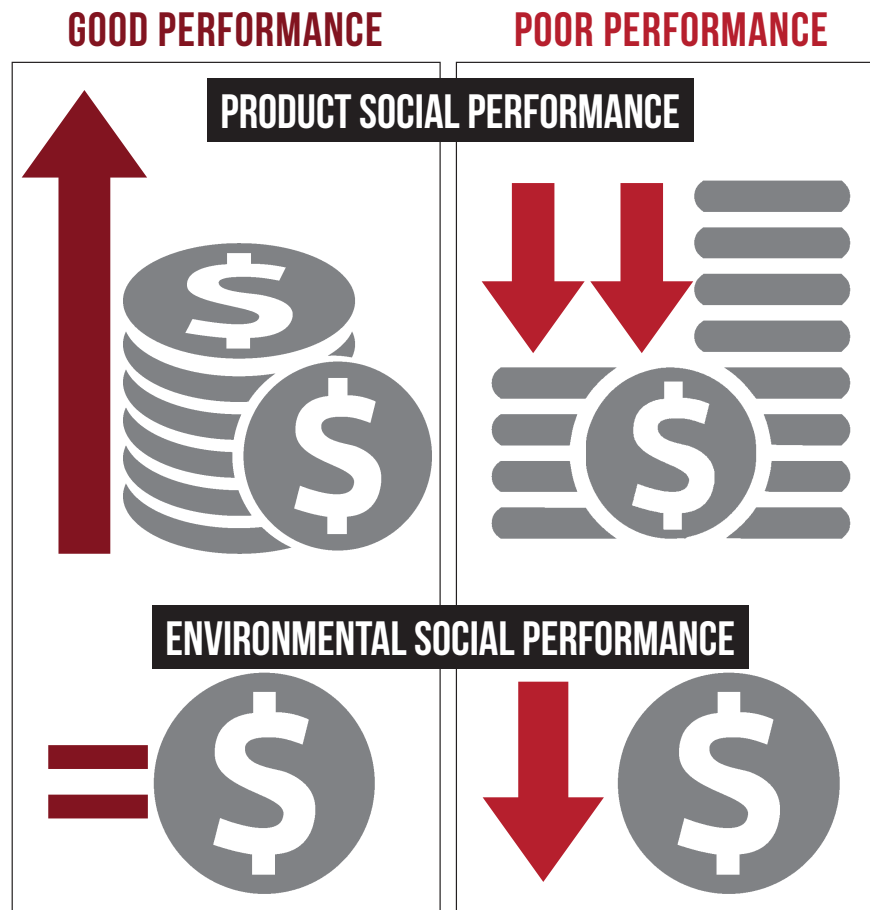 GOOD PERFORMANCE
POOR PERFORMANCE
PRODUCT SOCIAL PERFORMANCE
$
$
$
ENVIRONMENTAL SOCIAL PERFORMANCE
=
$
$